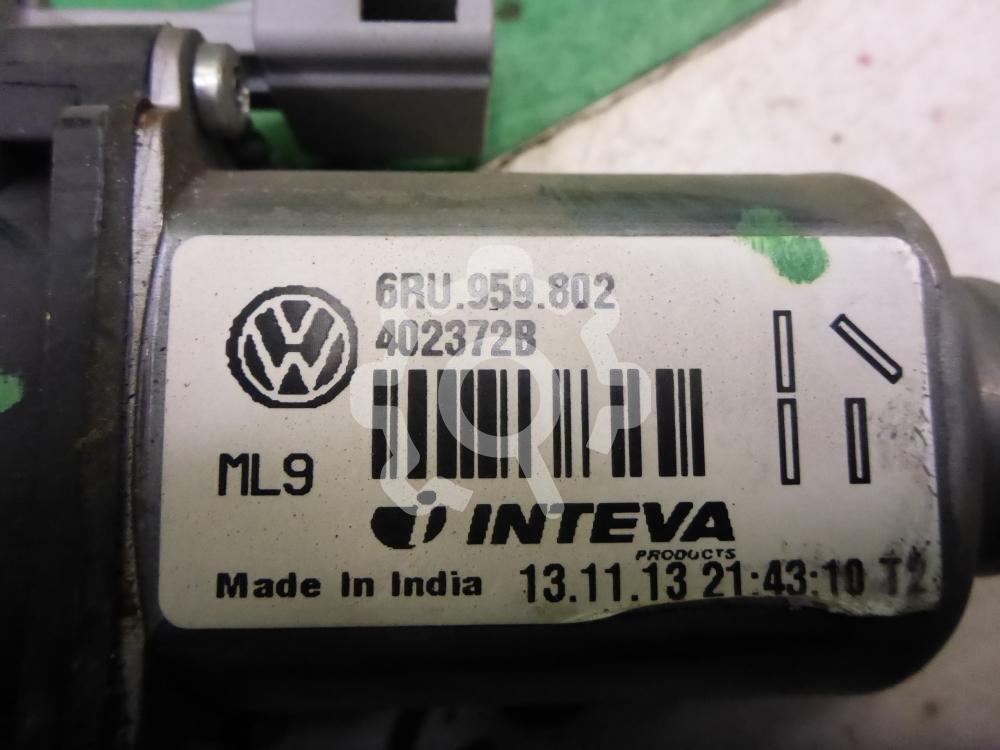 6RU.959.802
402372B
ML9
INTEVA
PRODUCTS
Made In India 13.11.13 21:43:10 T2